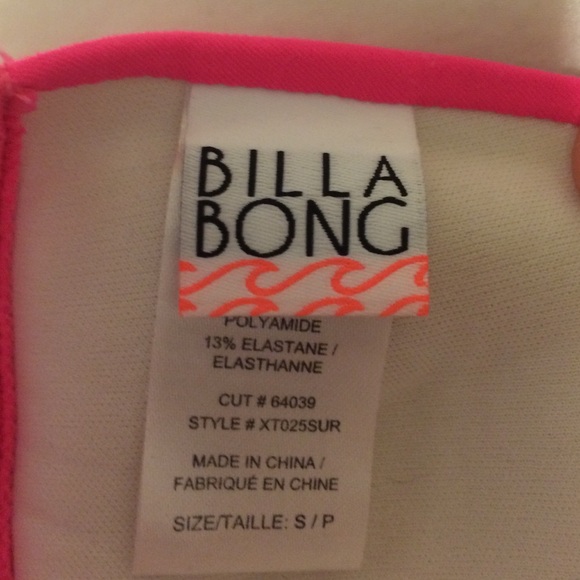 BILLA
BONG
POLYAMIDE
13% ELASTANE /
ELASTHANNE
CUT # 64039
STYLE # XT025SUR
MADE IN CHINA /
FABRIQUÉ EN CHINE
SIZE/TAILLE: S / P